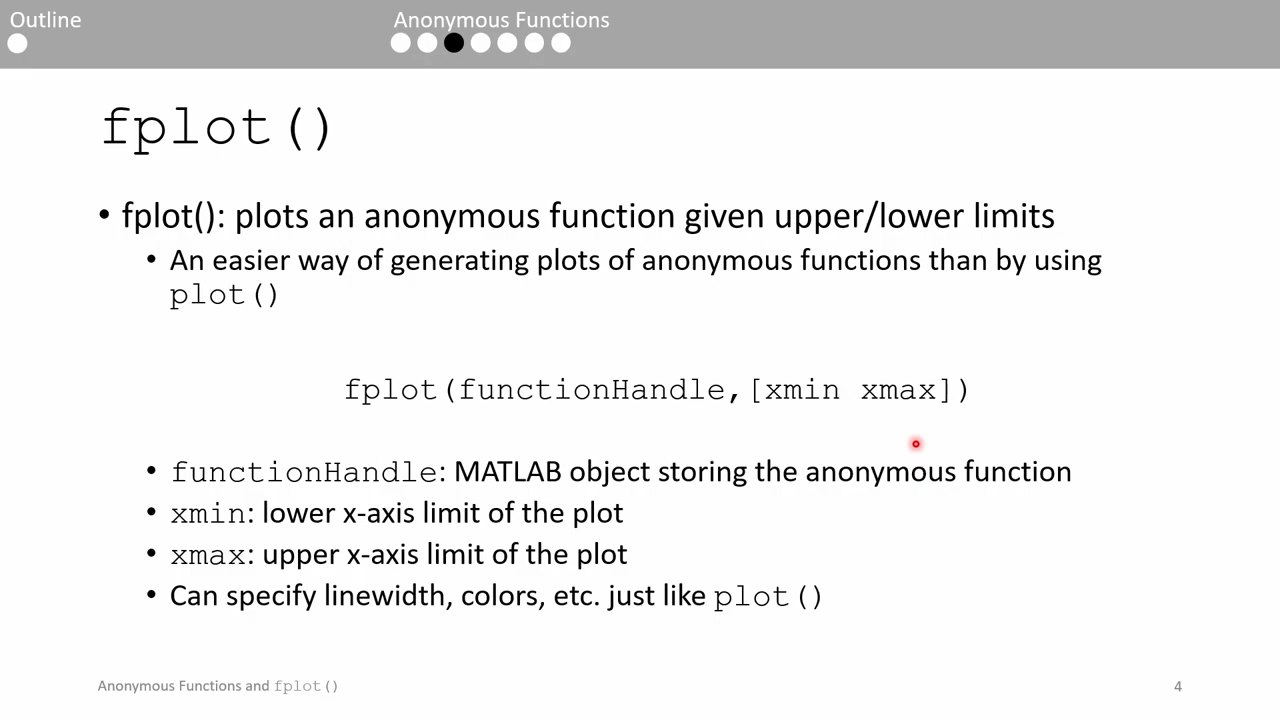 Outline
Anonymous Functions
fplot()
• fplot(): plots an anonymous function given upper/lower limits
• An easier way of generating plots of anonymous functions than by using
plot()
fplot(functionHandle,[xmin xmax])
• functionHandle: MATLAB object storing the anonymous function
• xmin: lower x-axis limit of the plot
• xmax: upper x-axis limit of the plot
• Can specify linewidth, colors, etc. just like plot()
Anonymous Functions and fplot()
4